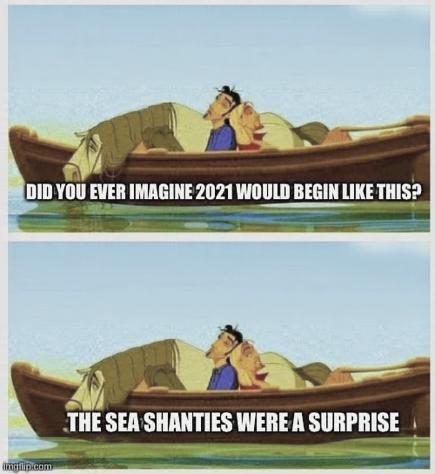 DID YOU EVER IMAGINE 2021 WOULD BEGIN LIKE THIS?
THE SEA SHANTIES WERE A SURPRISE
imgflip.com